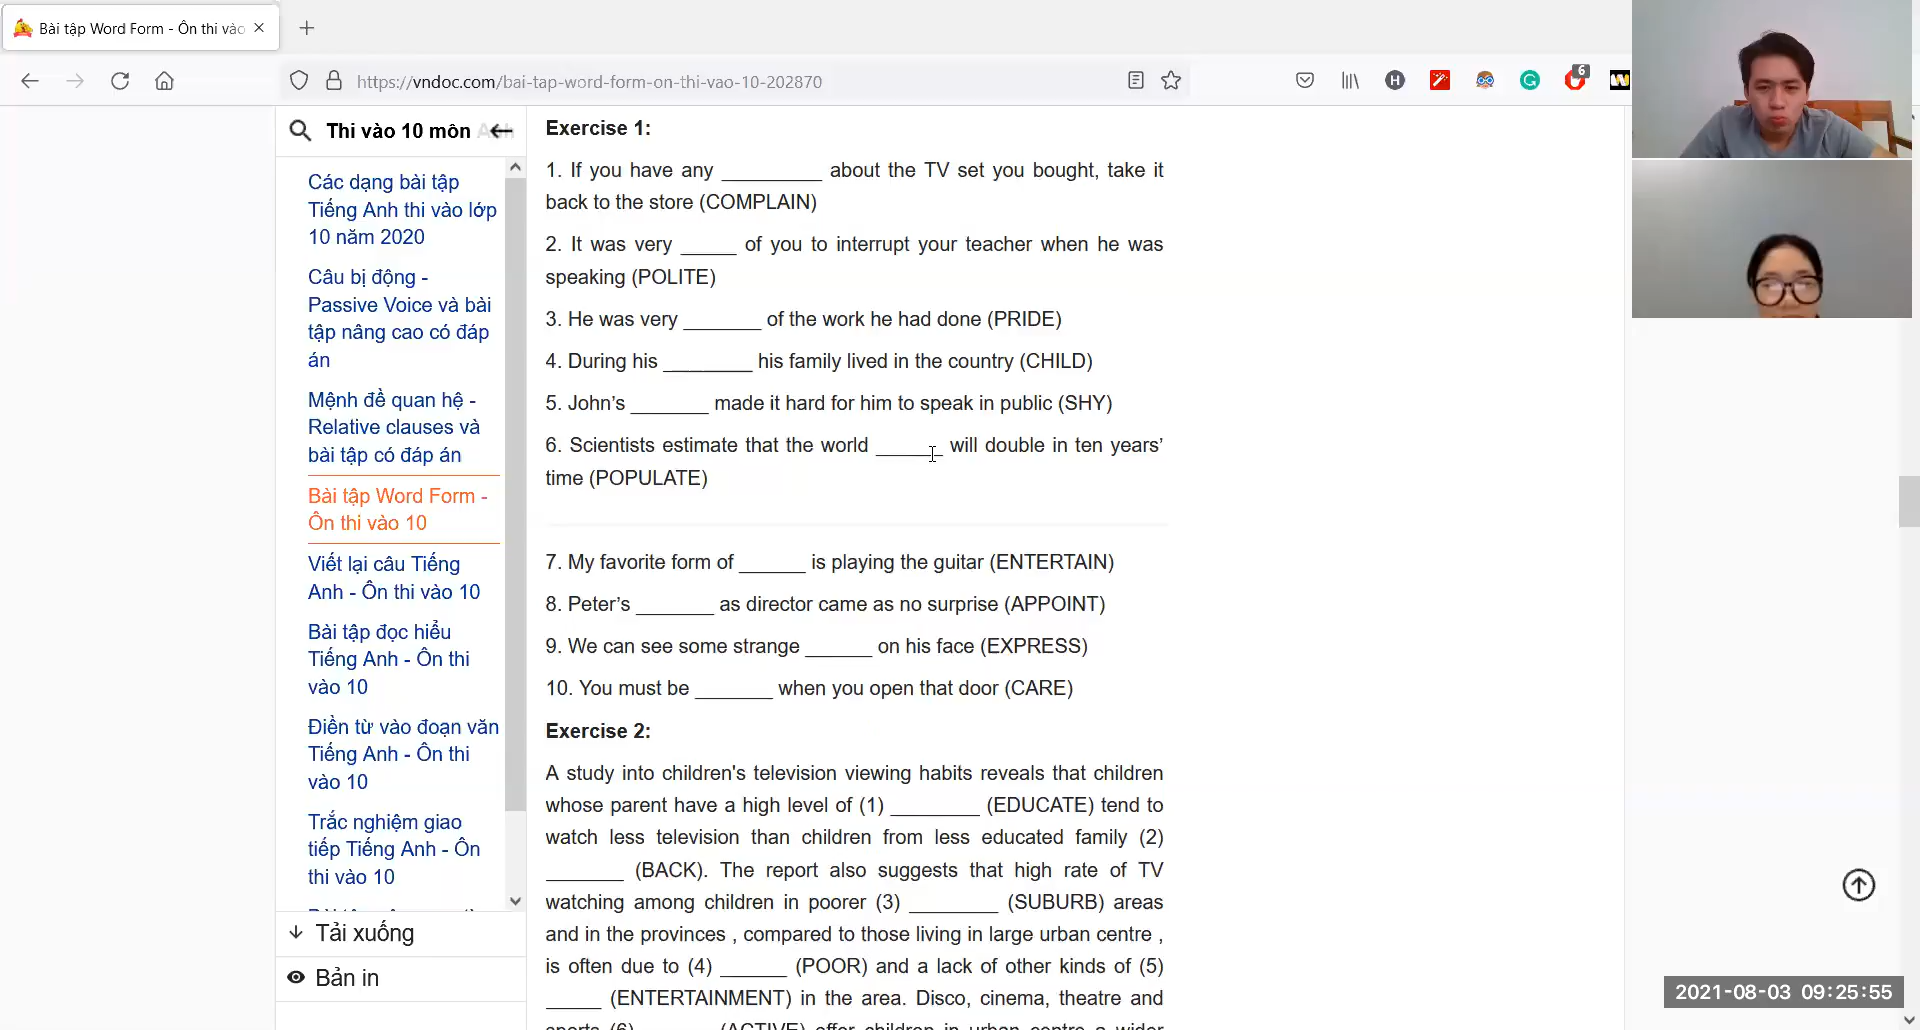 Bài tập Word Form - Ôn thi vào
https://vndoc.com/bai-tap-word-form-on-thi-vao-10-202870
6
Thi vào 10 môn Anh
Các dạng bài tập
Tiếng Anh thi vào lớp
10 năm 2020
Câu bị động -
Passive Voice và bài
tập nâng cao có đáp
án
Mệnh đề quan hệ -
Relative clauses và
bài tập có đáp án
Bài tập Word Form -
Ôn thi vào 10
Viết lại câu Tiếng
Anh - Ôn thi vào 10
Bài tập đọc hiểu
Tiếng Anh - Ôn thi
vào 10
Điền từ vào đoạn văn
Tiếng Anh - Ôn thi
vào 10
Trắc nghiệm giao
tiếp Tiếng Anh - Ôn
thi vào 10
Tải xuống
Bản in
Exercise 1:
1. If you have any _________ about the TV set you bought, take it
back to the store (COMPLAIN)
2. It was very _____ of you to interrupt your teacher when he was
speaking (POLITE)
3. He was very _______ of the work he had done (PRIDE)
4. During his ________ his family lived in the country (CHILD)
5. John’s _______ made it hard for him to speak in public (SHY)
6. Scientists estimate that the world ______ will double in ten years’
time (POPULATE)
7. My favorite form of ______ is playing the guitar (ENTERTAIN)
8. Peter’s _______ as director came as no surprise (APPOINT)
9. We can see some strange ______ on his face (EXPRESS)
10. You must be _______ when you open that door (CARE)
Exercise 2:
A study into children's television viewing habits reveals that children
whose parent have a high level of (1) ________ (EDUCATE) tend to
watch less television than children from less educated family (2)
_______ (BACK). The report also suggests that high rate of TV
watching among children in poorer (3) ________ (SUBURB) areas
and in the provinces , compared to those living in large urban centre ,
is often due to (4) ______ (POOR) and a lack of other kinds of (5)
_____ (ENTERTAINMENT) in the area. Disco, cinema, theatre and
sports (6) _______ (ACTIVE) offer children in urban centre a wider
2021-08-03 09:25:55